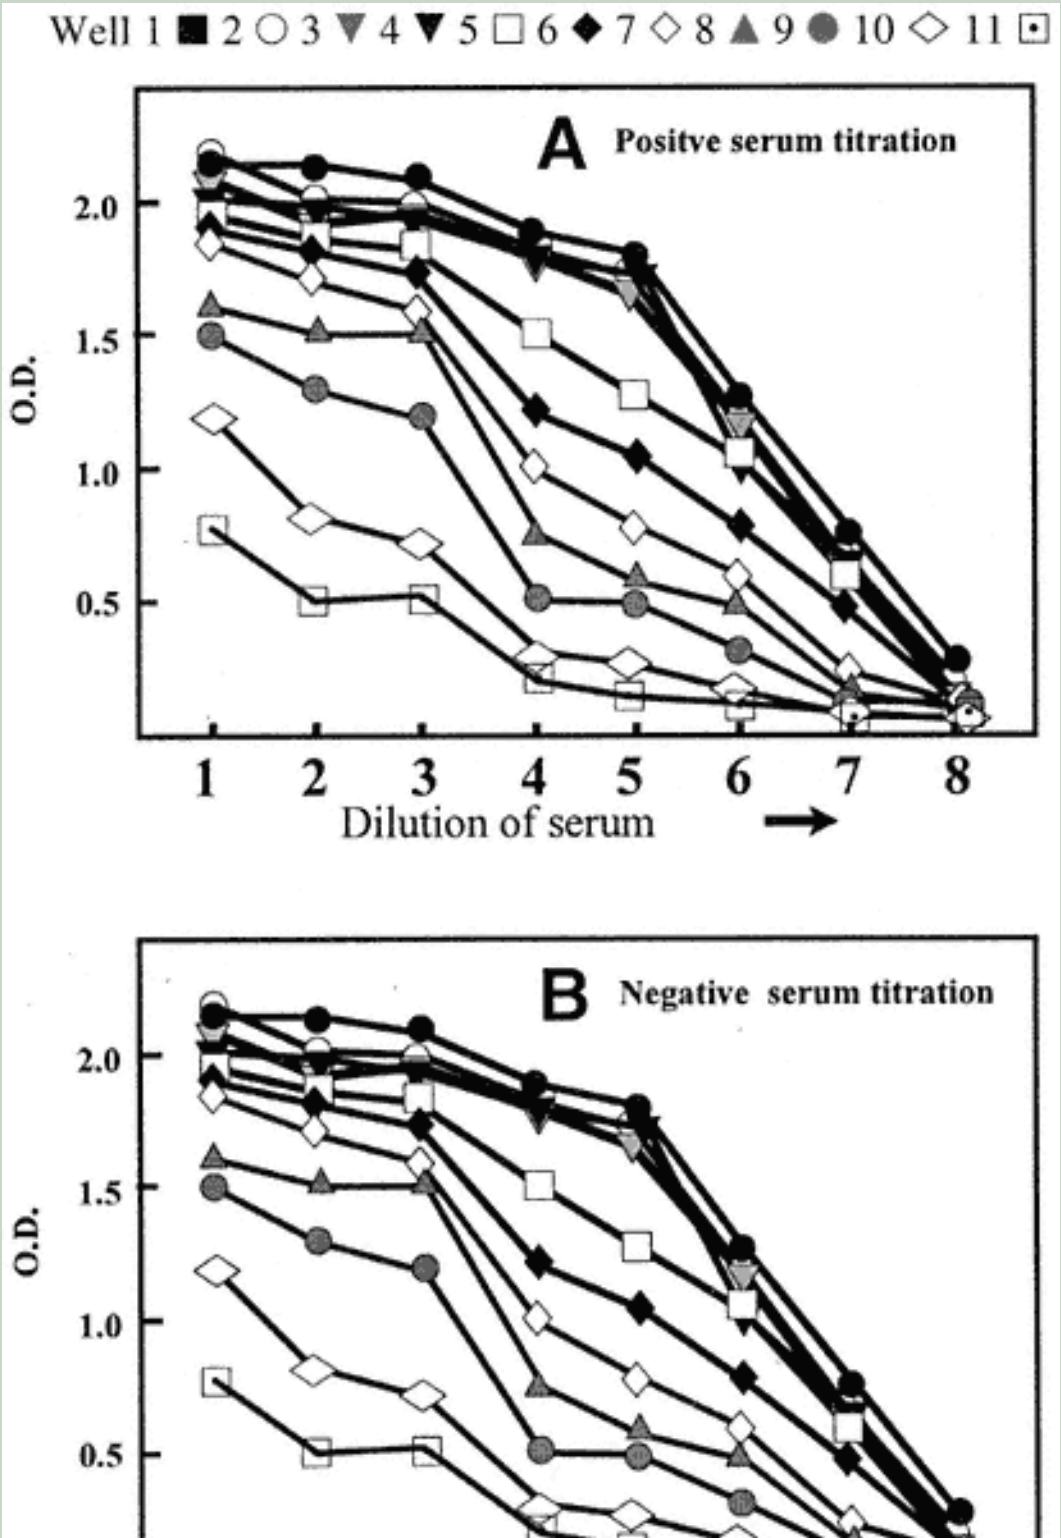 Well 1 2 3 4 5 6 7 8 9 10 11
A Positve serum titration
2.0
1.5
1.0
0.5
O.D.
1 2 3 4 5 6 7 8
Dilution of serum
B Negative serum titration
2.0
1.5
1.0
0.5
O.D.